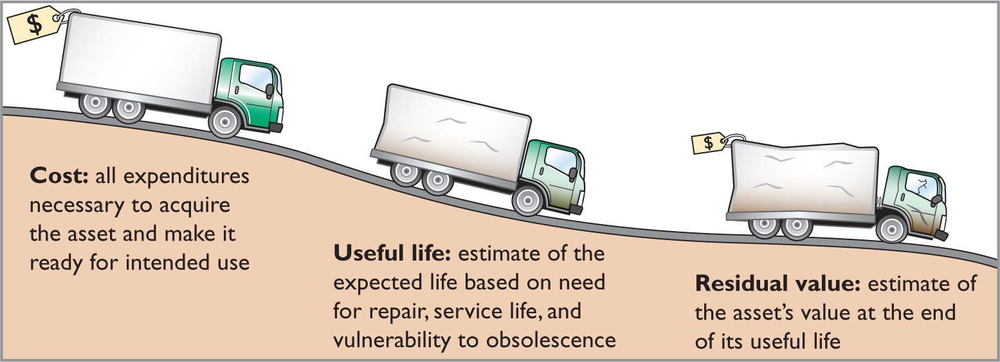 $
Cost: all expenditures
necessary to acquire
the asset and make it
ready for intended use
Useful life: estimate of the
expected life based on need
for repair, service life, and
vulnerability to obsolescence
$
Residual value: estimate of
the asset’s value at the end
of its useful life